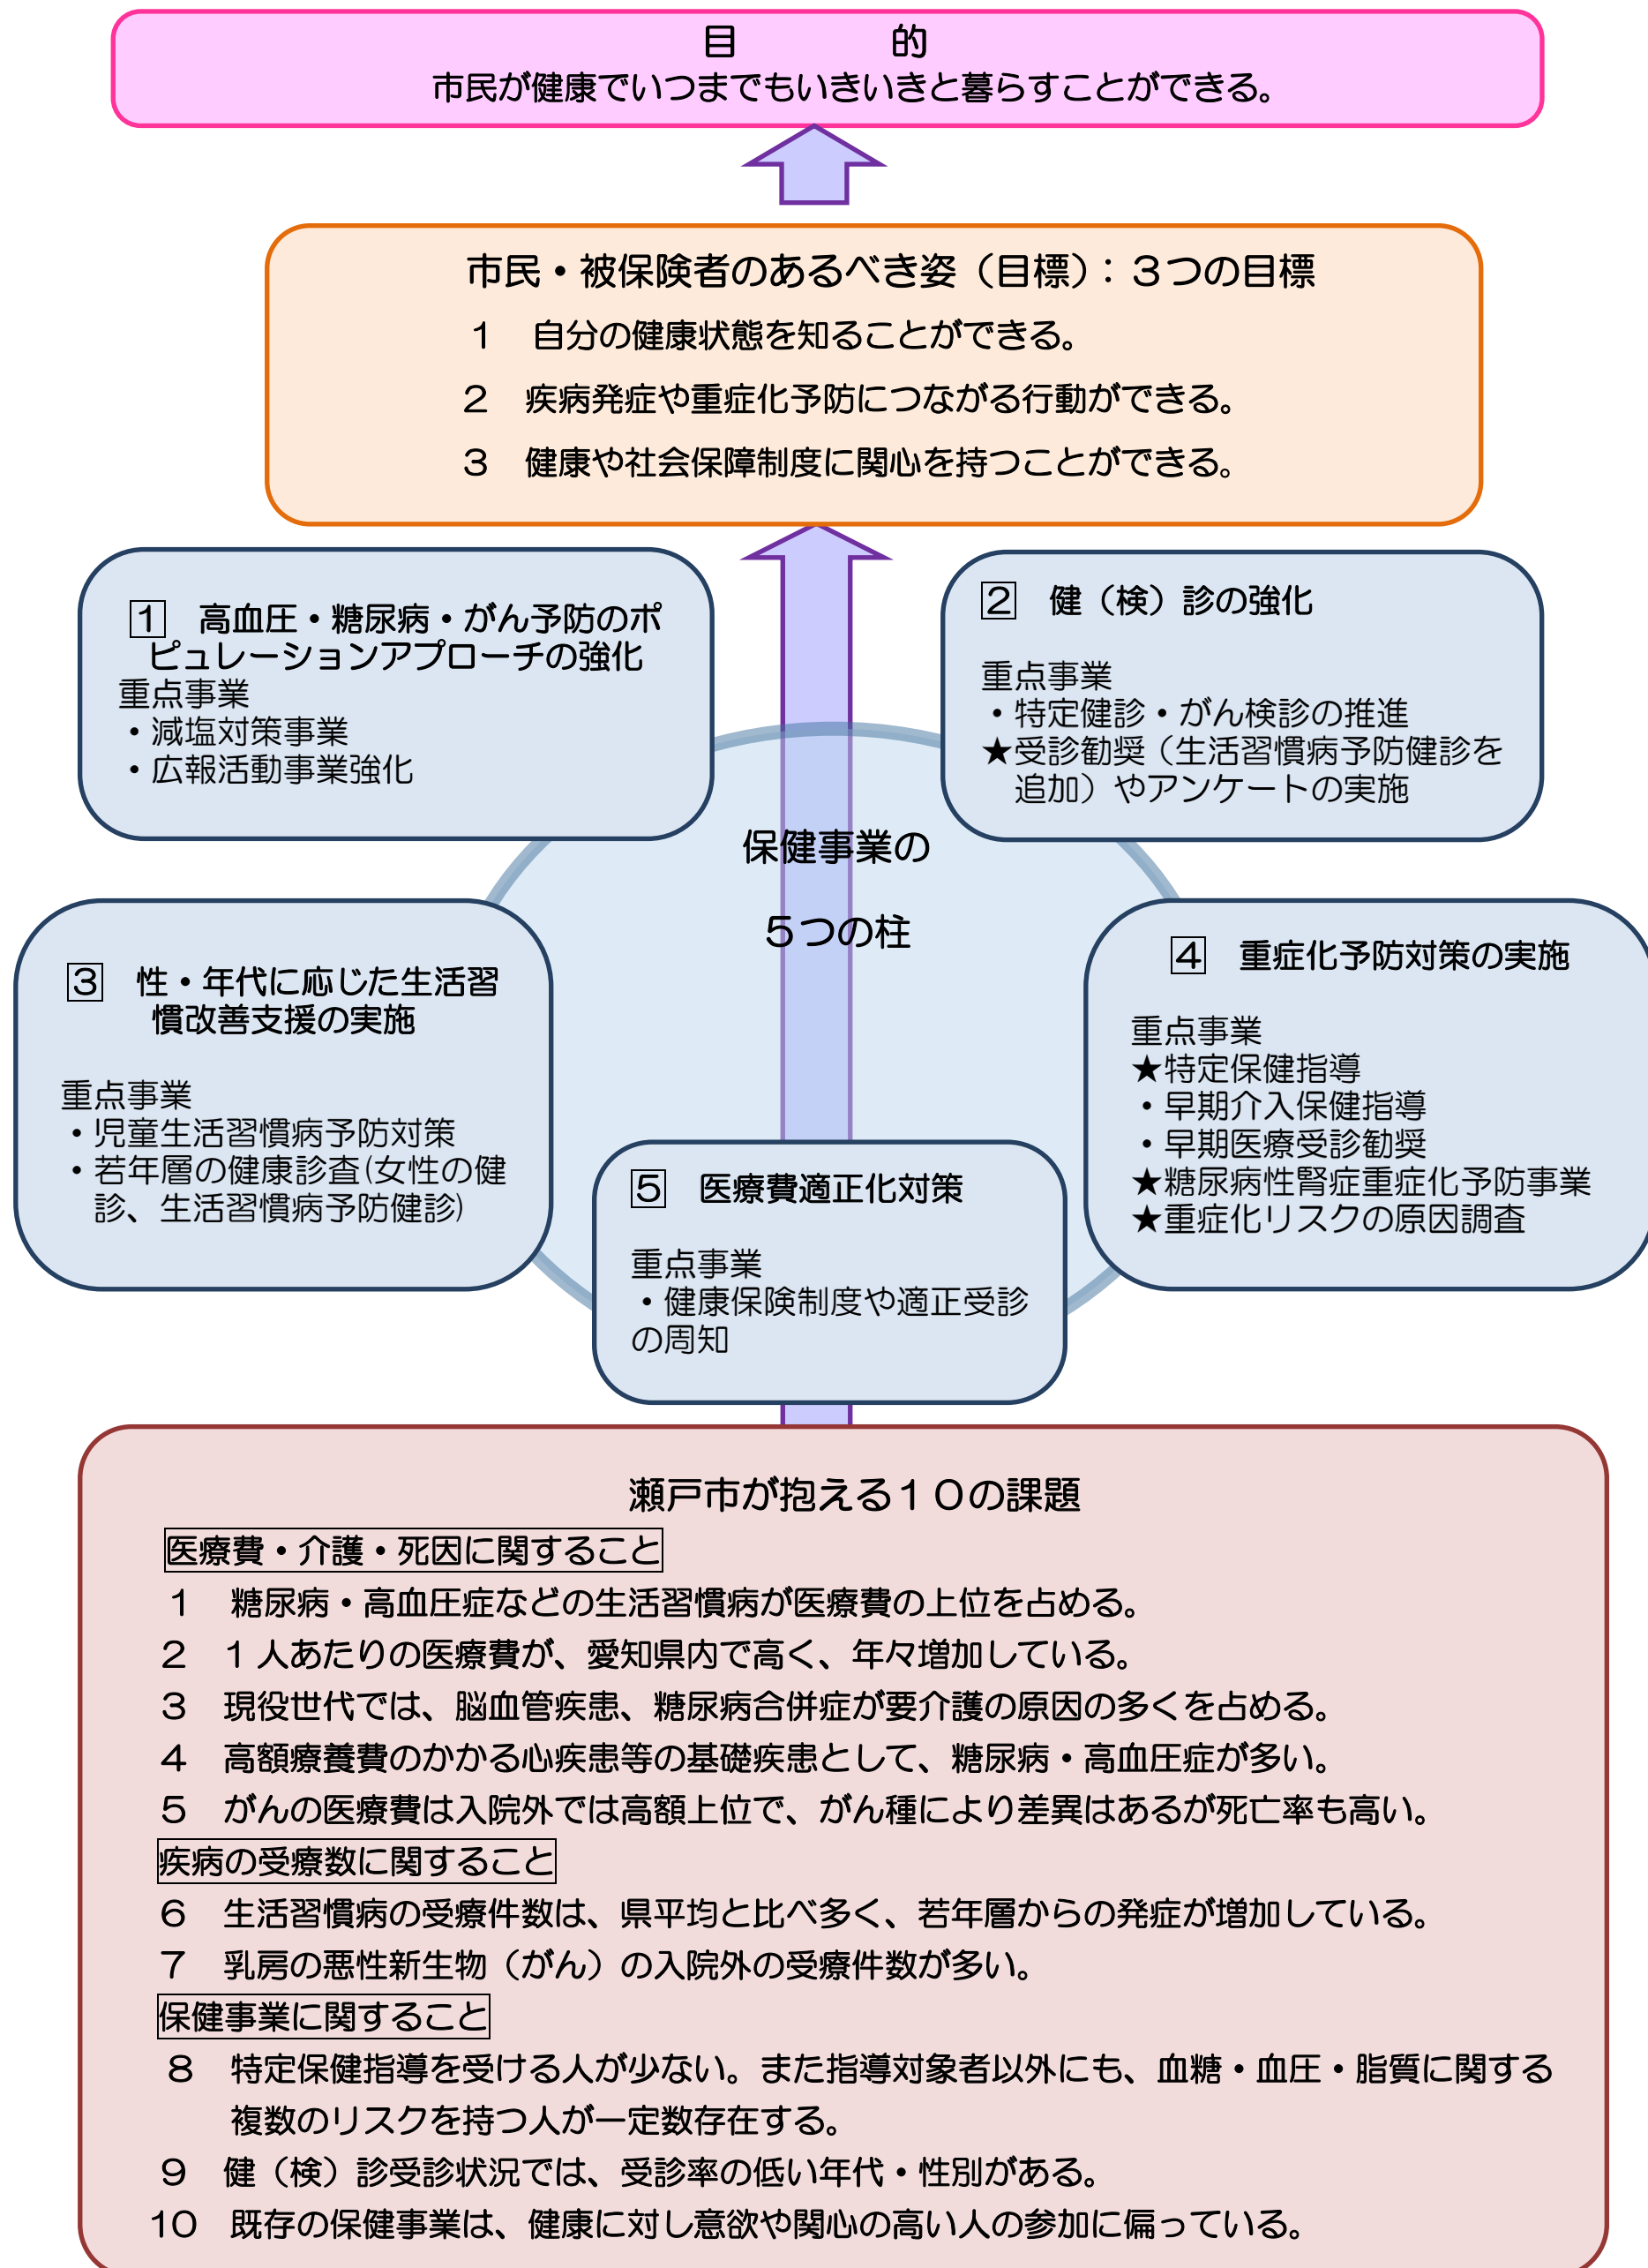 目　　　　的
市民が健康でいつまでもいきいきと暮らすことができる。
市民・被保険者のあるべき姿（目標）：３つの目標
１　自分の健康状態を知ることができる。
２　疾病発症や重症化予防につながる行動ができる。
３　健康や社会保障制度に関心を持つことができる。
１　高血圧・糖尿病・がん予防のポ
ピュレーションアプローチの強化
重点事業
・減塩対策事業
・広報活動事業強化
２　健（検）診の強化
重点事業
・特定健診・がん検診の推進
★受診勧奨（生活習慣病予防健診を
追加）やアンケートの実施
保健事業の
５つの柱
３　性・年代に応じた生活習
慣改善支援の実施
重点事業
・児童生活習慣病予防対策
・若年層の健康診査(女性の健
診、生活習慣病予防健診)
４　重症化予防対策の実施
重点事業
★特定保健指導
・早期介入保健指導
・早期医療受診勧奨
★糖尿病性腎症重症化予防事業
★重症化リスクの原因調査
５　医療費適正化対策
重点事業
・健康保険制度や適正受診
の周知
瀬戸市が抱える１０の課題
医療費・介護・死因に関すること
１　糖尿病・高血圧症などの生活習慣病が医療費の上位を占める。
２　１人あたりの医療費が、愛知県内で高く、年々増加している。
３　現役世代では、脳血管疾患、糖尿病合併症が要介護の原因の多くを占める。
４　高額療養費のかかる心疾患等の基礎疾患として、糖尿病・高血圧症が多い。
５　がんの医療費は入院外では高額上位で、がん種により差異はあるが死亡率も高い。
疾病の受療数に関すること
６　生活習慣病の受療件数は、県平均と比べ多く、若年層からの発症が増加している。
７　乳房の悪性新生物（がん）の入院外の受療件数が多い。
保健事業に関すること
８　特定保健指導を受ける人が少ない。また指導対象者以外にも、血糖・血圧・脂質に関する
複数のリスクを持つ人が一定数存在する。
９　健（検）診受診状況では、受診率の低い年代・性別がある。
10　既存の保健事業は、健康に対し意欲や関心の高い人の参加に偏っている。